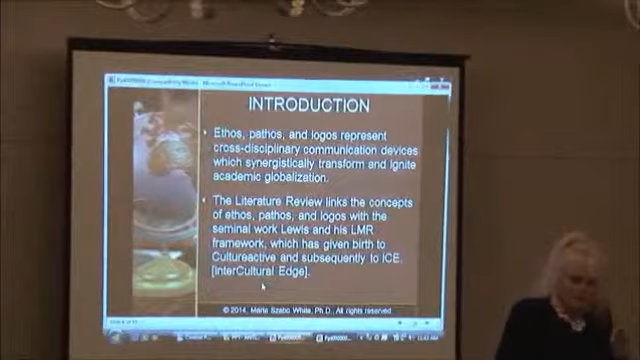 INTRODUCTION
Ethos, pathos, and logos represent
cross-disciplinary communication devices
which synergistically transform and ignite
academic globalization.
The Literature Review links the concepts
of ethos, pathos, and logos with the
seminal work Lewis and his LMR
framework, which has given birth to
Cultureactive and subsequently to ICE.
[InterCultural Edge].
© 2014, Marta Szabo White, Ph.D., All rights reserved